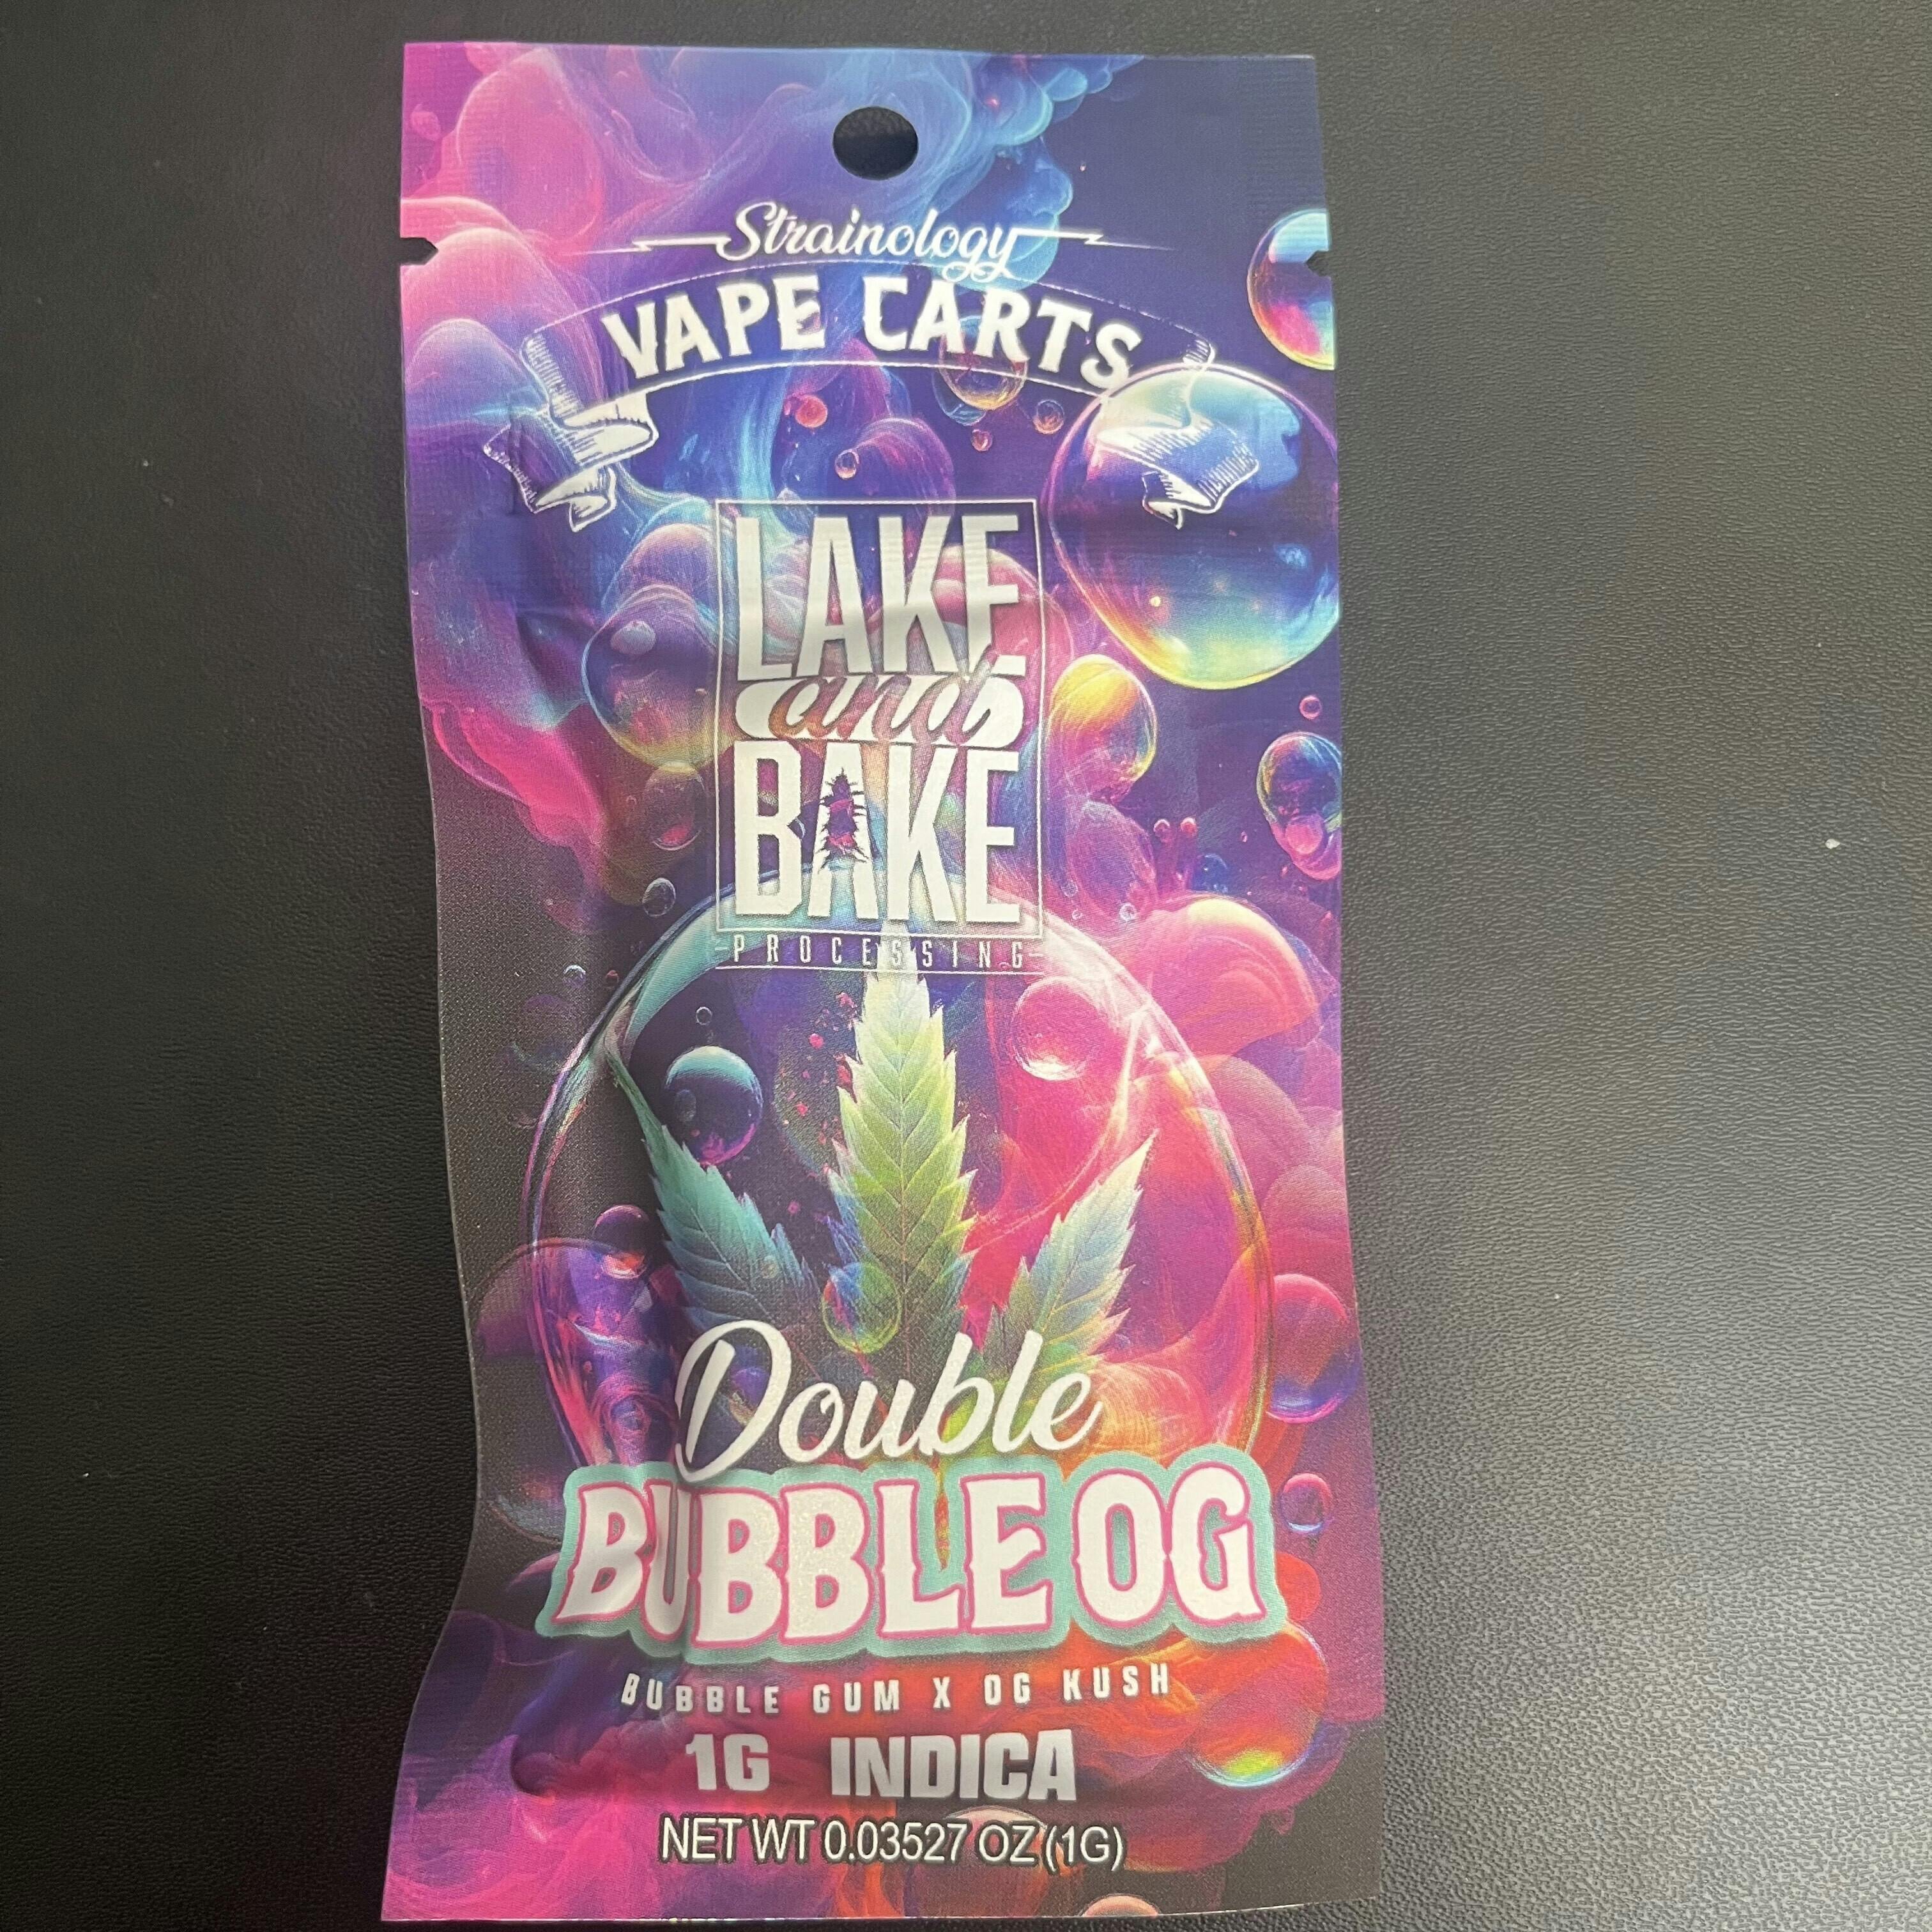 Strainology
VAPE CARTS
LAKE
and
BAKE
PROCESSING
Double
BUBBLE OG
BUBBLE GUM X OG KUSH
1G INDICA
NET WT 0.03527 OZ (1G)